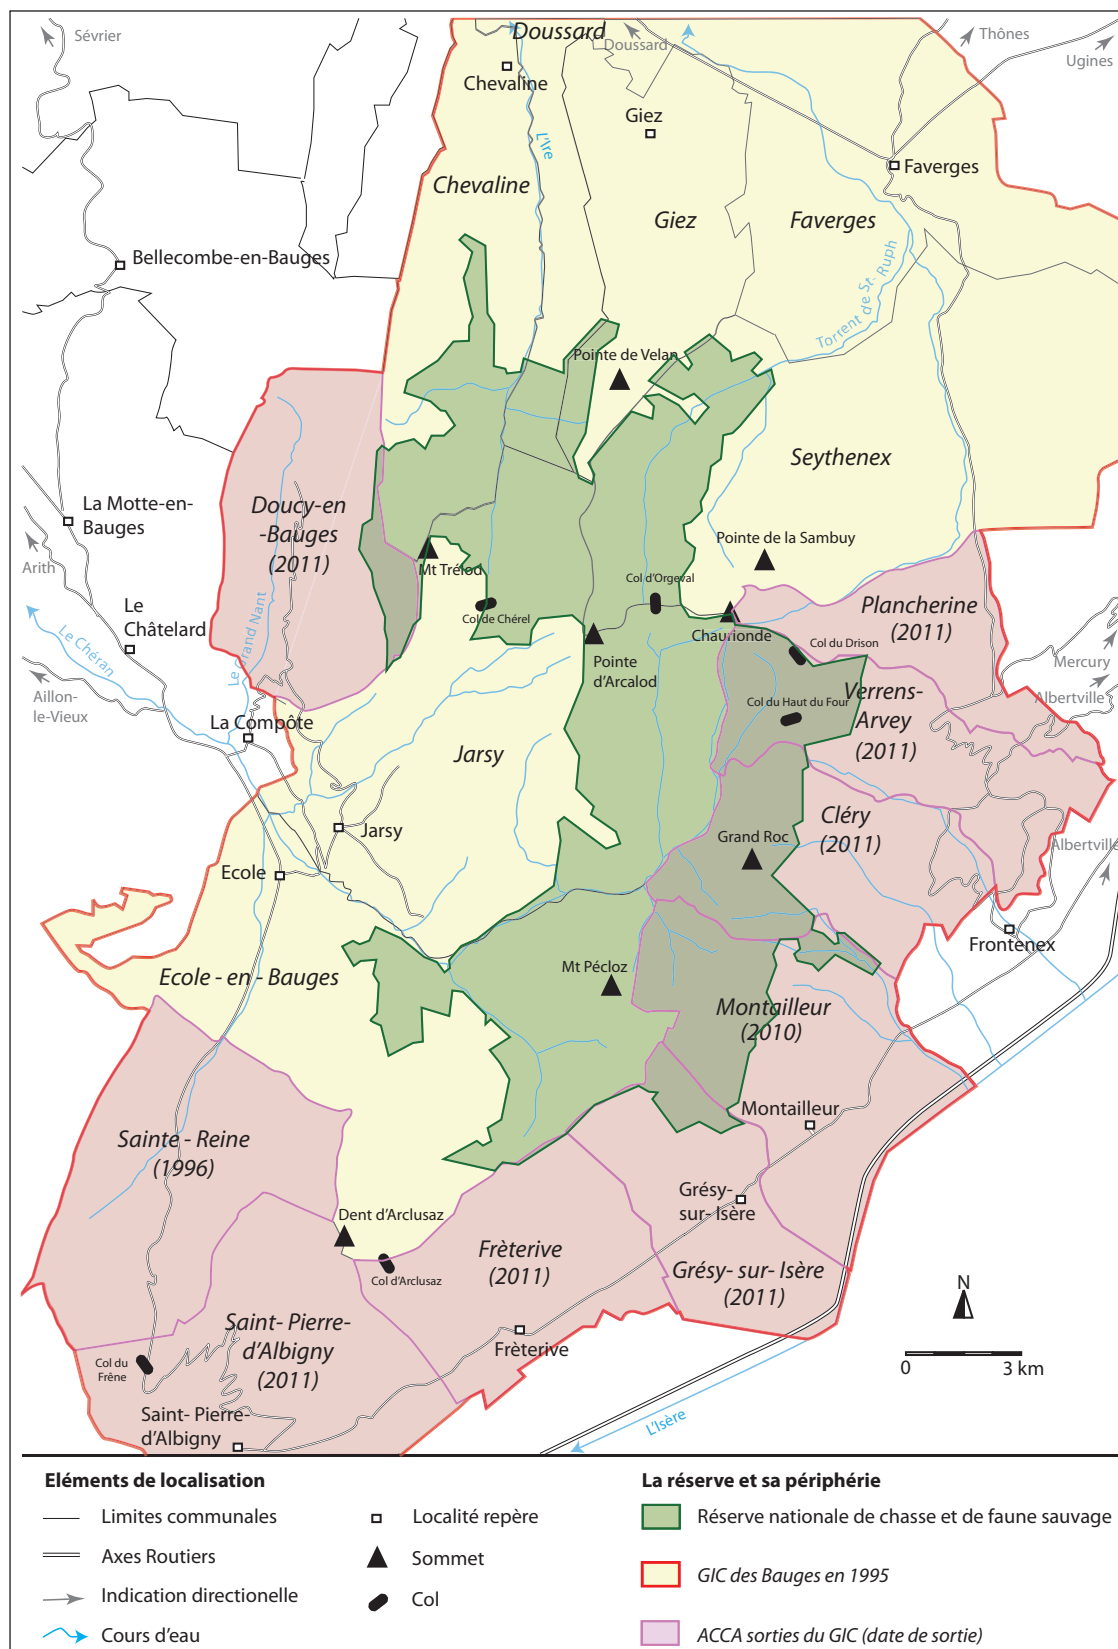 Sévrier
Doussard
Doussard
Thônes
Ugines
Chevaline
Giez
L'Ire
Faverges
Chevaline
Giez
Faverges
Bellecombe-en-Bauges
Torrent de St. Ruph
Pointe de Velan
Seythenex
La Motte-en-
Bauges
Doucy-en
-Bauges
(2011)
Arith
Mt Trélod
Pointe de la Sambuy
Col d'Orgeval
Le
Châtelard
Col de Chérel
Chaurionde
Plancherine
(2011)
Le Chéran
Le Grand Nant
Col du Drison
Mercury
Aillon-
le-Vieux
Pointe
d'Arcalod
Albertville
La Compôte
Col du Haut du Four
Verrens-
Arvey
(2011)
Jarsy
Jarsy
Grand Roc
Cléry
(2011)
Albertville
Ecole
Frontenex
Ecole - en - Bauges
Mt Pécloz
Montailleur
(2010)
Montailleur
Sainte - Reine
(1996)
Grésy-
sur- Isère
Dent d'Arclusaz
Frèterive
(2011)
Grésy- sur- Isère
(2011)
Col d'Arclusaz
N
Saint- Pierre-
d'Albigny
(2011)
Col du
Frêne
Frèterive
0 3 km
Saint- Pierre-
d'Albigny
L'Isère
Eléments de localisation
Limites communales
Axes Routiers
Indication directionelle
Cours d'eau
Localité repère
Sommet
Col
La réserve et sa périphérie
Réserve nationale de chasse et de faune sauvage
GIC des Bauges en 1995
ACCA sorties du GIC (date de sortie)